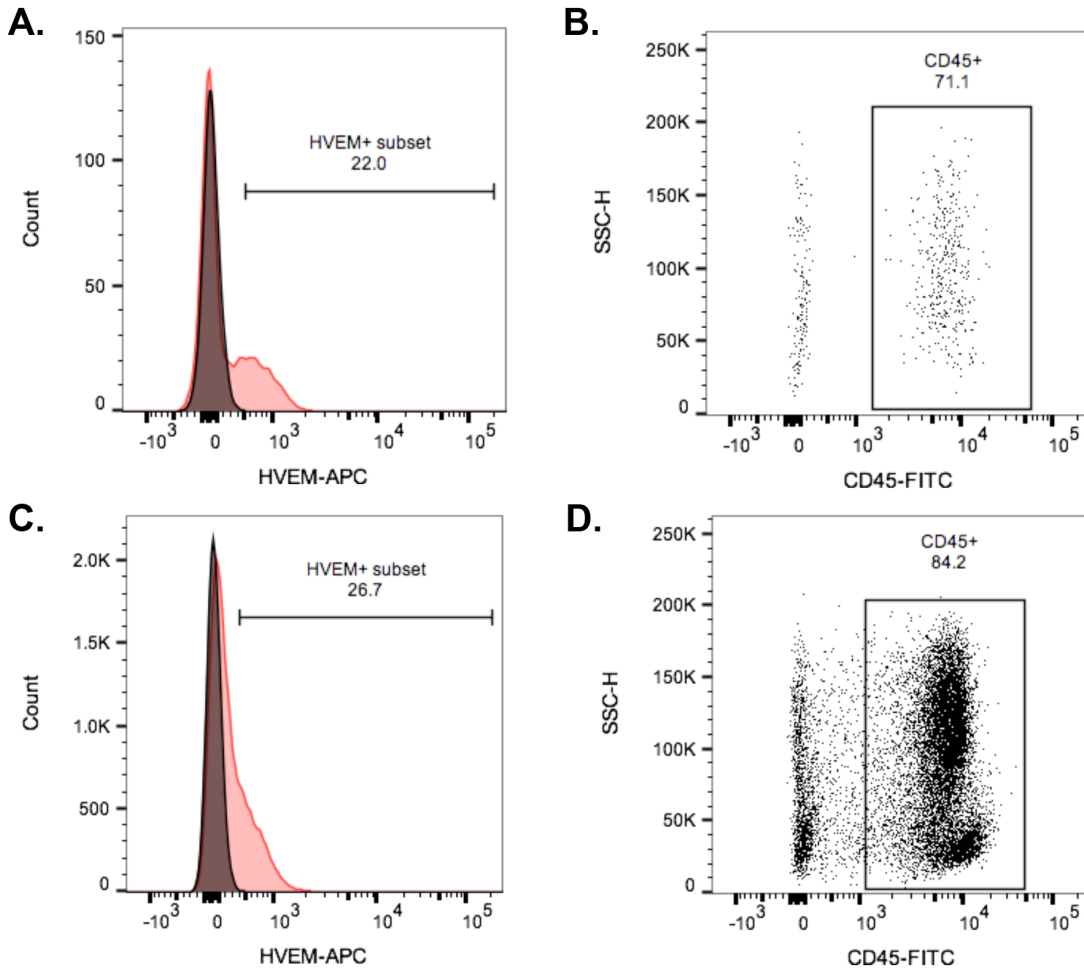 A.
150
100
50
0
Count
HVEM+ subset
22.0
-10³ 0 10³ 10⁴ 10⁵
HVEM-APC
B.
250K
200K
150K
100K
50K
0
SSC-H
CD45+
71.1
-10³ 0 10³ 10⁴ 10⁵
CD45-FITC
C.
2.0K
1.5K
1.0K
500
0
Count
HVEM+ subset
26.7
-10³ 0 10³ 10⁴ 10⁵
HVEM-APC
D.
250K
200K
150K
100K
50K
0
SSC-H
CD45+
84.2
-10³ 0 10³ 10⁴ 10⁵
CD45-FITC